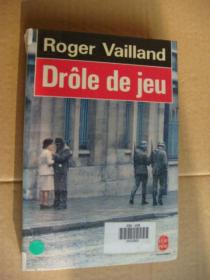 Roger Vailland
Drôle de jeu